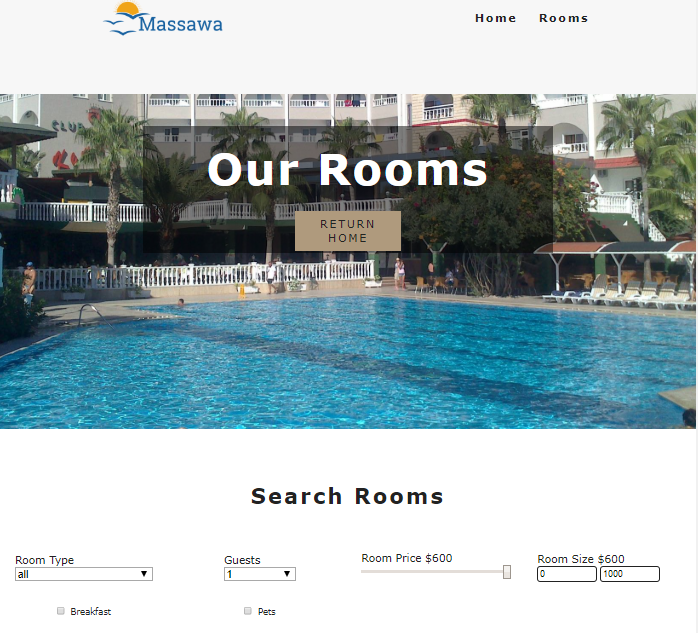 Massawa
Home Rooms
CLUB
Our Rooms
RETURN
HOME
Search Rooms
Room Type Guests Room Price $600 Room Size $600
all 1 0 1000
Breakfast Pets